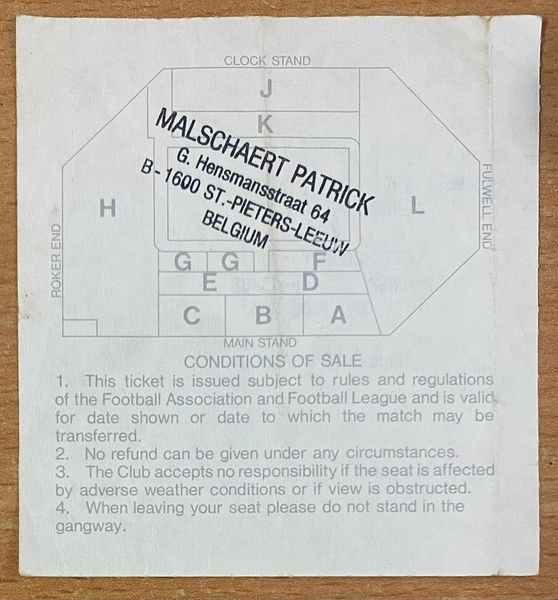 CLOCK STAND
J
K
MALSCHAERT PATRICK
G. Hensmansstraat 64
B-1600 ST.-PIETERS-LEEUW
BELGIUM
H
L
ROKER END
FULWELL END
G G F
E D
C B A
MAIN STAND
CONDITIONS OF SALE
1. This ticket is issued subject to rules and regulations
of the Football Association and Football League and is valid
for date shown or date to which the match may be
transferred.
2. No refund can be given under any circumstances.
3. The Club accepts no responsibility if the seat is affected
by adverse weather conditions or if view is obstructed.
4. When leaving your seat please do not stand in the
gangway.